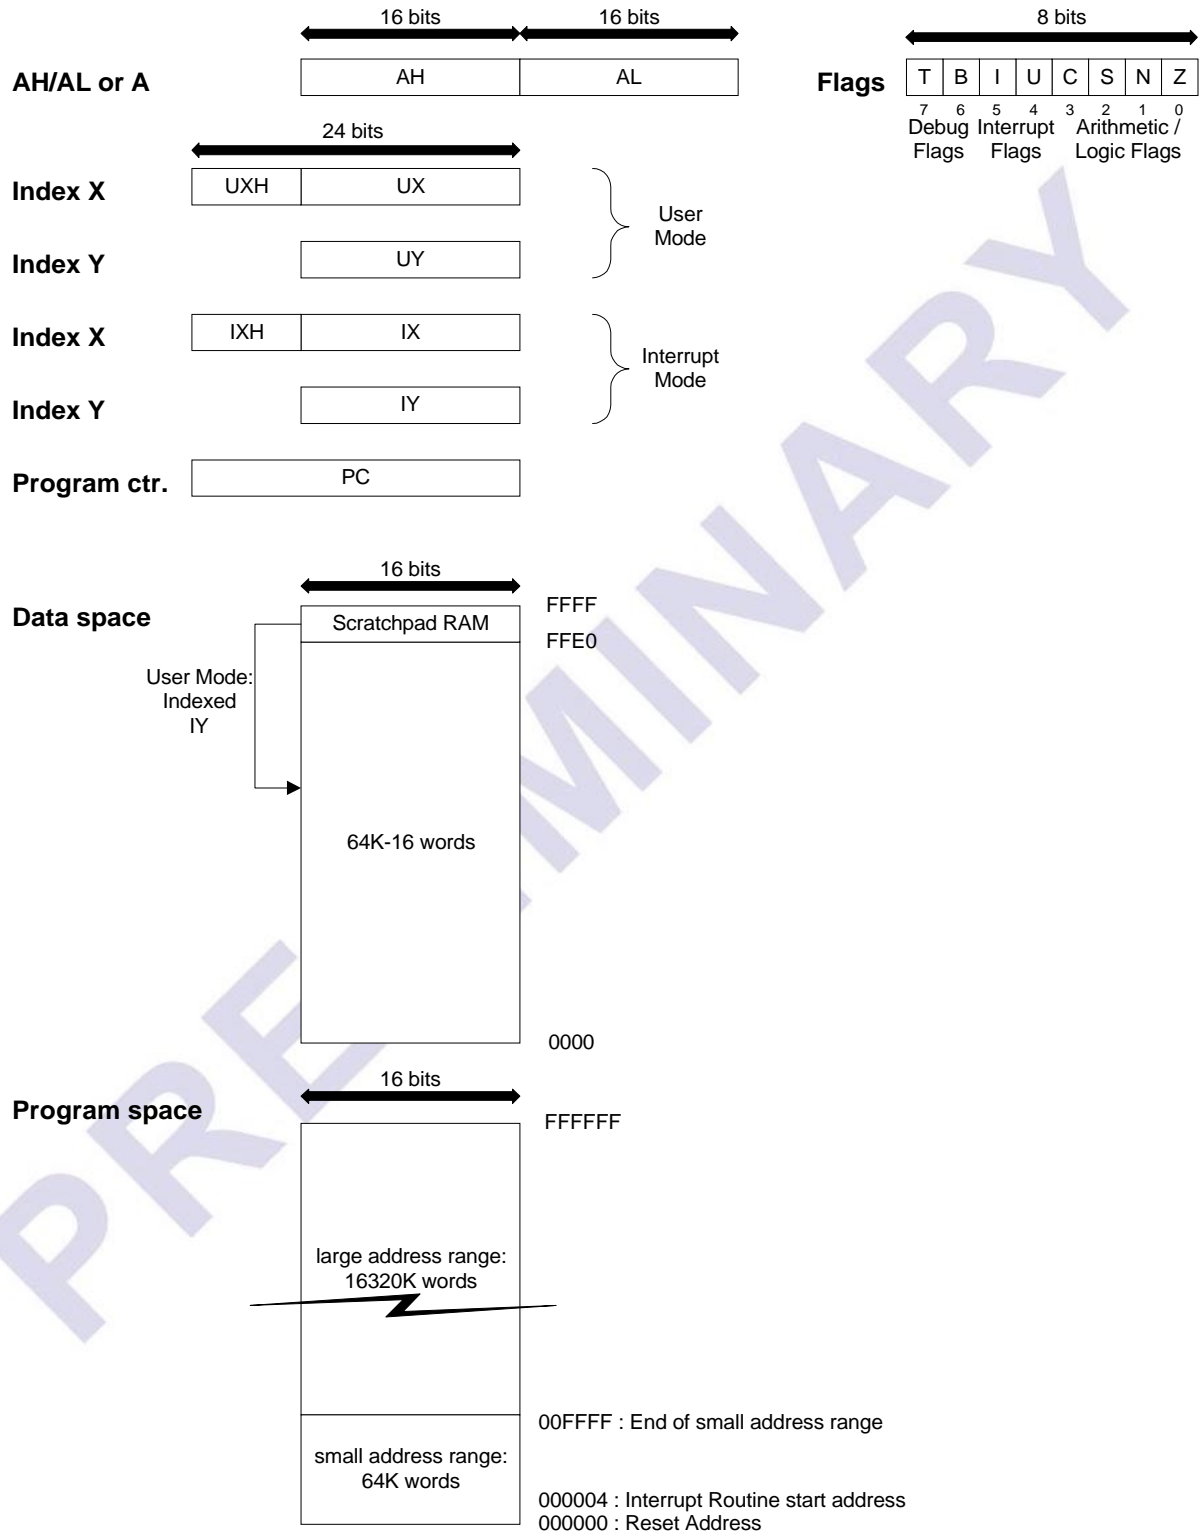 16 bits
16 bits
8 bits
AH/AL or A
AH
AL
Flags
T B I U C S N Z
7 6 5 4 3 2 1 0
Debug Flags
Interrupt Flags
Arithmetic / Logic Flags
24 bits
Index X
UXH
UX
User
Mode
Index Y
UY
Index X
IXH
IX
Interrupt
Mode
Index Y
IY
Program ctr.
PC
16 bits
Data space
Scratchpad RAM
FFFF
FFE0
User Mode:
Indexed
IY
64K-16 words
0000
16 bits
Program space
FFFFFF
large address range:
16320K words
00FFFF : End of small address range
small address range:
64K words
000004 : Interrupt Routine start address
000000 : Reset Address
PRELIMINARY